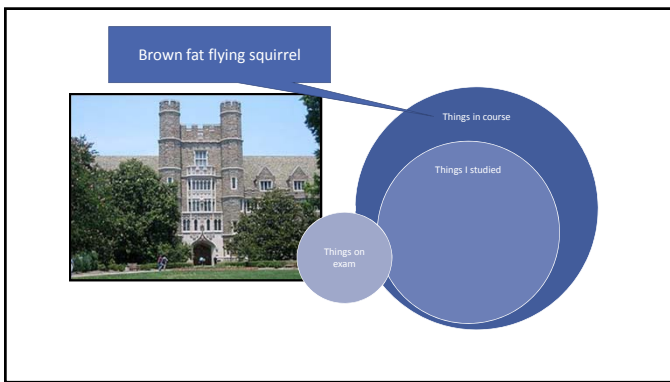 Brown fat flying squirrel
Things in course
Things I studied
Things on
exam